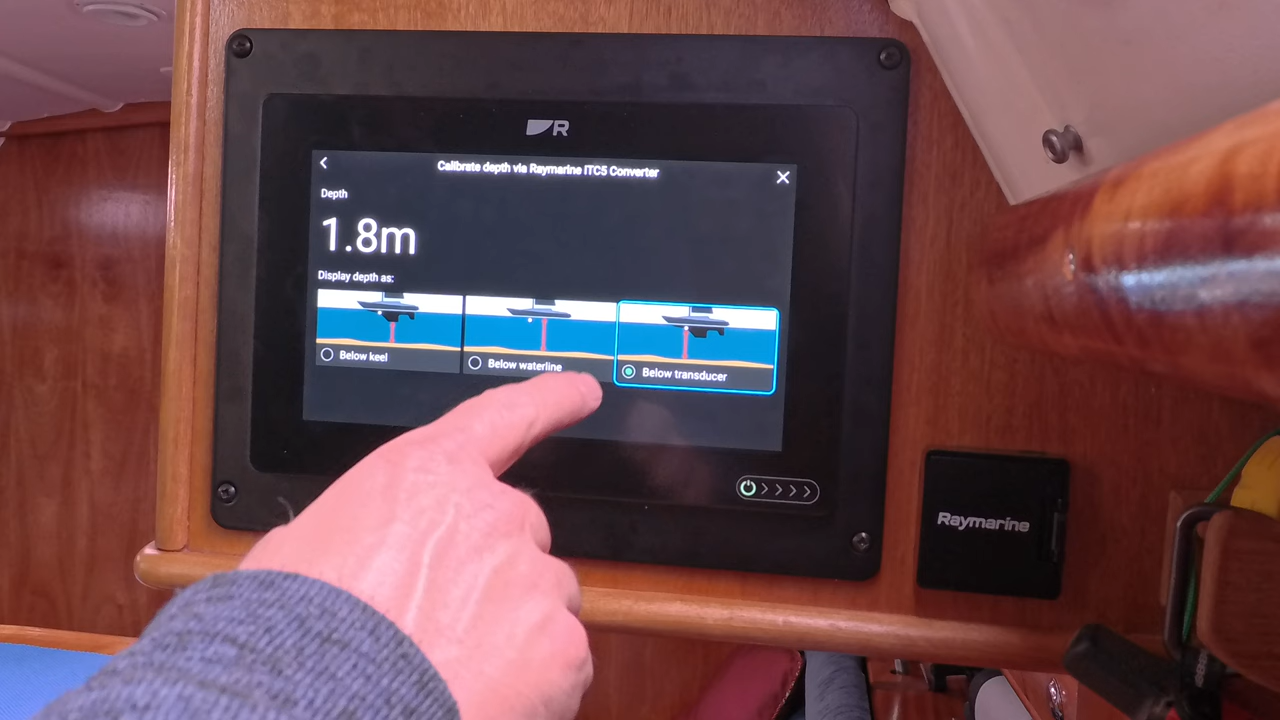 R
Calibrate depth via Raymarine ITC5 Converter
Depth
1.8m
Display depth as:
Below keel
Below waterline
Below transducer
Raymarine